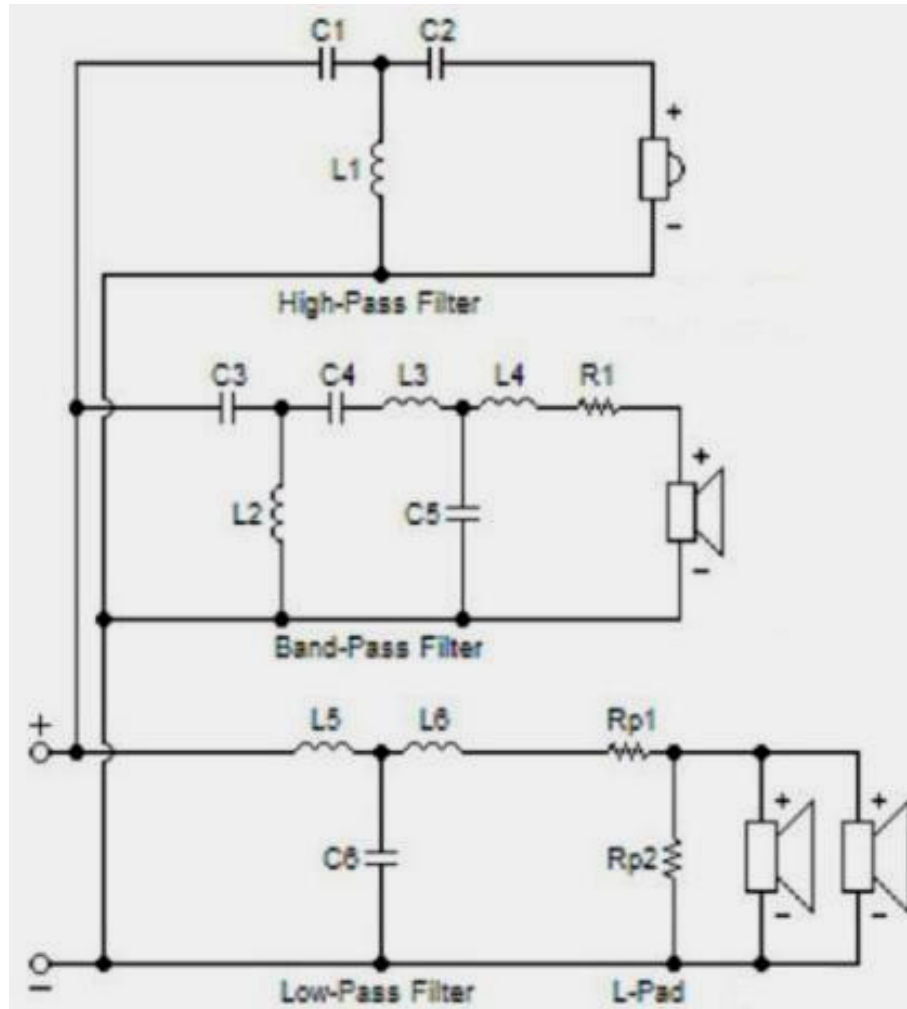 C1 C2
+
L1
−
High-Pass Filter
C3 C4 L3 L4 R1
+
L2 C5
−
Band-Pass Filter
+ L5 L6 Rp1
+ +
C6 Rp2
− −
− Low-Pass Filter L-Pad